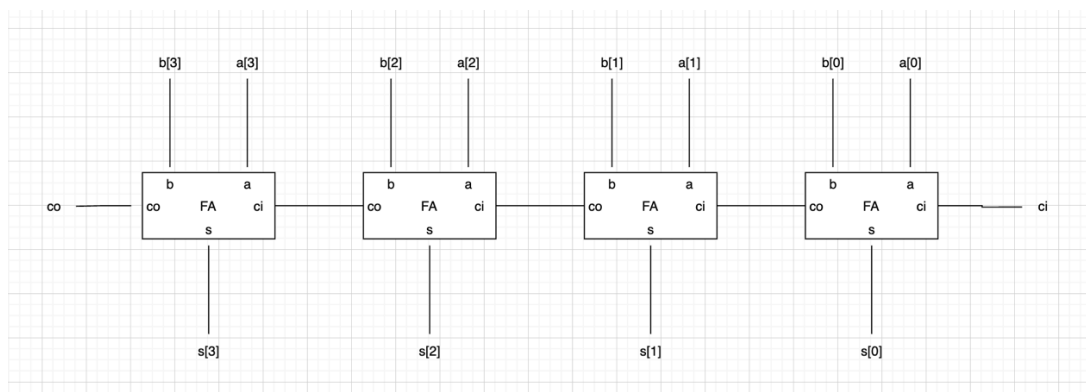 b[3] a[3] b[2] a[2] b[1] a[1] b[0] a[0]
b a b a b a b a
co co FA ci co FA ci co FA ci co FA ci ci
s s s s
s[3] s[2] s[1] s[0]